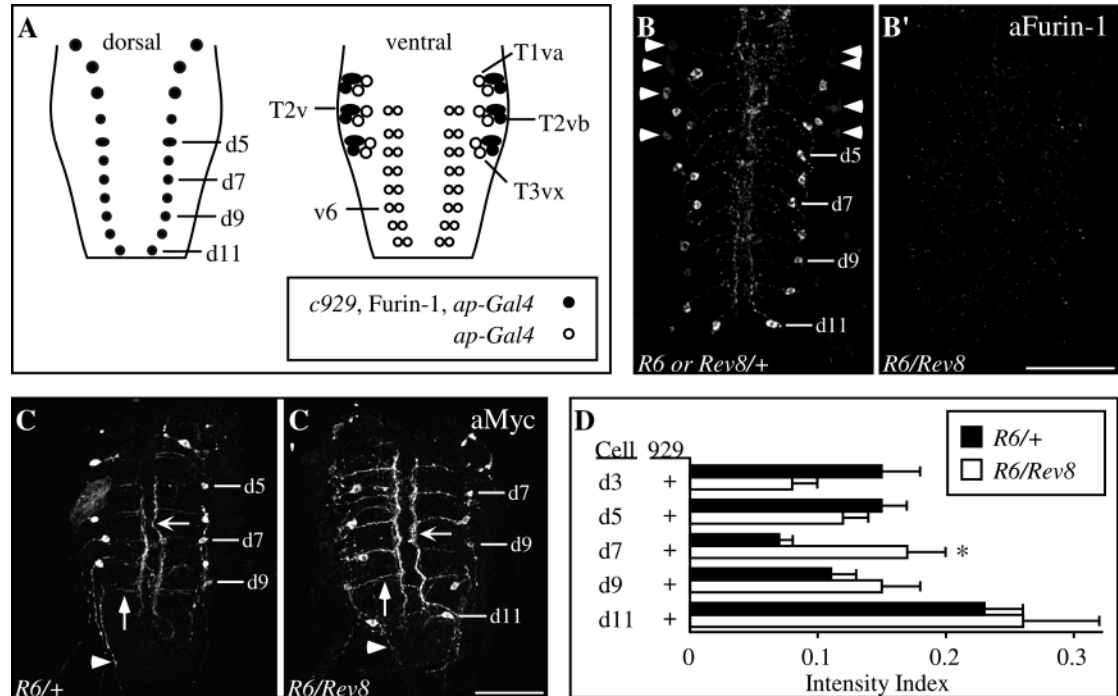 A
dorsal
ventral
T1va
T2v
T2vb
d5
d7
T3vx
v6
d9
d11
c929, Furin-1, ap-Gal4
ap-Gal4
B
d5
d7
d9
d11
R6 or Rev8/+
B'
aFurin-1
R6/Rev8
C
d5
d7
d9
R6/+
C'
aMyc
d7
d9
d11
R6/Rev8
D
R6/+
R6/Rev8
Cell 929
d3 +
d5 +
d7 + *
d9 +
d11 +
0 0.1 0.2 0.3
Intensity Index